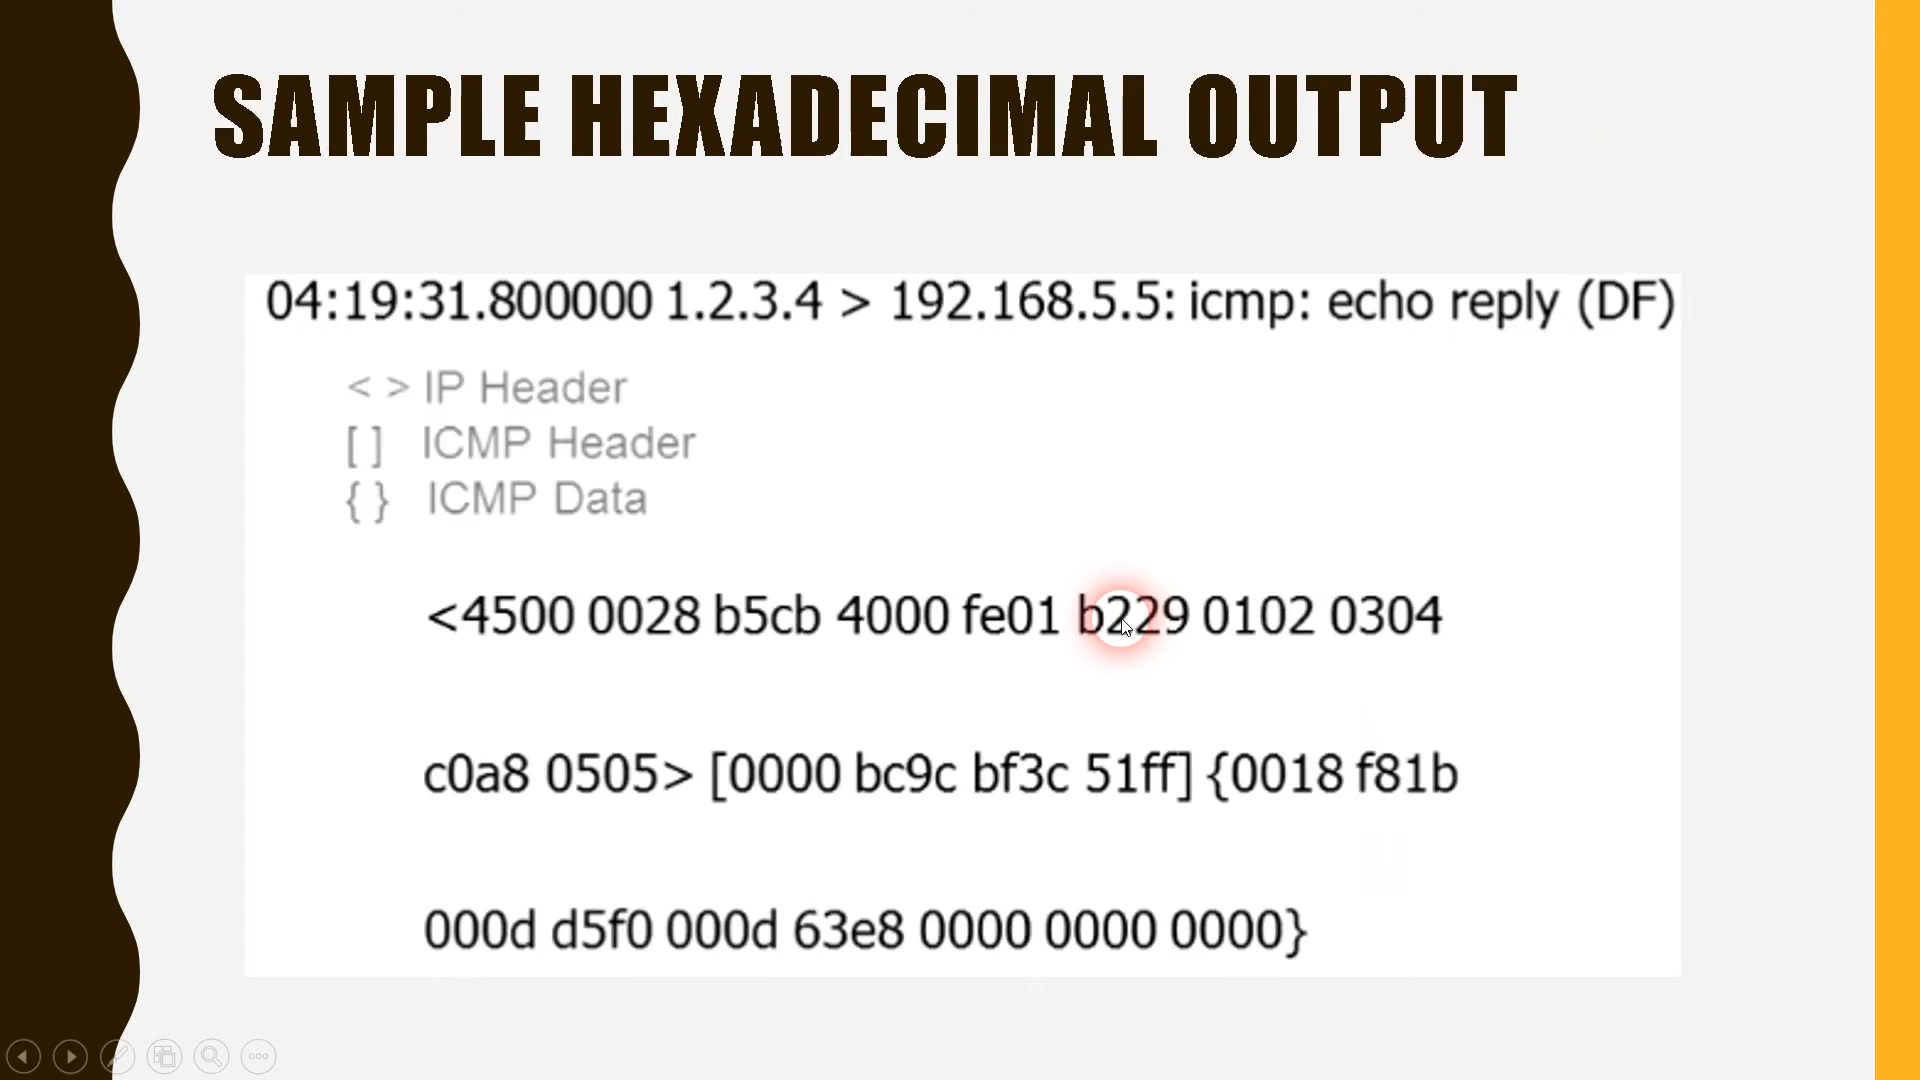 SAMPLE HEXADECIMAL OUTPUT
04:19:31.800000 1.2.3.4 > 192.168.5.5: icmp: echo reply (DF)
< > IP Header
[ ] ICMP Header
{ } ICMP Data
<4500 0028 b5cb 4000 fe01 b229 0102 0304
c0a8 0505> [0000 bc9c bf3c 51ff] {0018 f81b
000d d5f0 000d 63e8 0000 0000 0000}